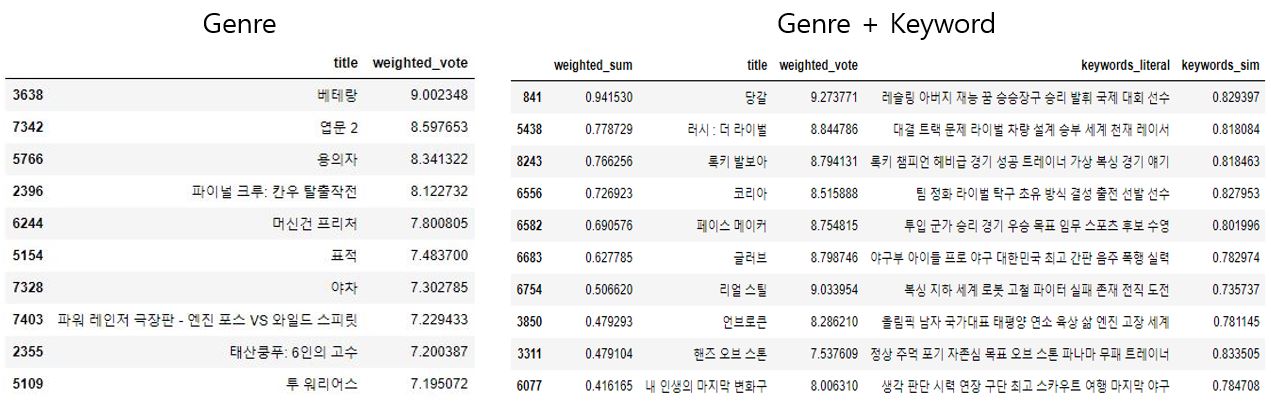 Genre
title weighted_vote
3638 베테랑 9.002348
7342 엽문 2 8.597653
5766 용의자 8.341322
2396 파이널 크루: 칸우 탈출작전 8.122732
6244 머신건 프리처 7.800805
5154 표적 7.483700
7328 야차 7.302785
7403 파워 레인저 극장판 - 엔진 포스 VS 와일드 스피릿 7.229433
2355 태산쿵푸: 6인의 고수 7.200387
5109 투 워리어스 7.195072
Genre + Keyword
weighted_sum title weighted_vote keywords_literal keywords_sim
841 0.941530 당갈 9.273771 레슬링 아버지 재능 꿈 승승장구 승리 발휘 국제 대회 선수 0.829397
5438 0.778729 러시 : 더 라이벌 8.844786 대결 트랙 문제 라이벌 차량 설계 승부 세계 천재 레이서 0.818084
8243 0.766256 록키 발보아 8.794131 록키 챔피언 헤비급 경기 성공 트레이너 가상 복싱 경기 얘기 0.818463
6556 0.726923 코리아 8.515888 팀 정화 라이벌 탁구 초유 방식 결성 출전 선발 선수 0.827953
6582 0.690576 페이스 메이커 8.754815 투입 군가 승리 경기 우승 목표 임무 스포츠 후보 수영 0.801996
6683 0.627785 글러브 8.798746 야구부 아이들 프로 야구 대한민국 최고 간판 음주 폭행 실력 0.782974
6754 0.506620 리얼 스틸 9.033954 복싱 지하 세계 로봇 고철 파이터 실패 존재 전직 도전 0.735737
3850 0.479293 언브로큰 8.286210 올림픽 남자 국가대표 태평양 연소 육상 삶 엔진 고장 세계 0.781145
3311 0.479104 핸즈 오브 스톤 7.537609 정상 주먹 포기 자존심 목표 오브 스톤 파나마 무패 트레이너 0.833505
6077 0.416165 내 인생의 마지막 변화구 8.006310 생각 판단 시력 연장 구단 최고 스카우트 여행 마지막 야구 0.784708